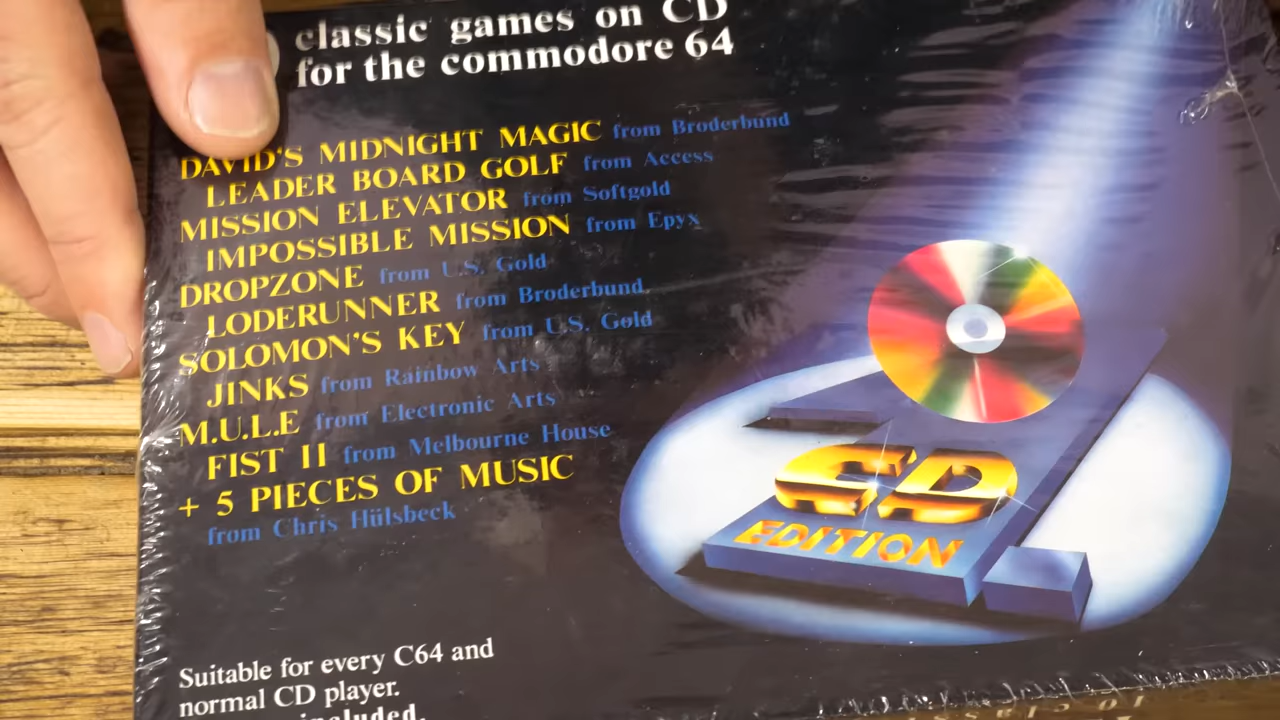 classic games on CD
for the commodore 64
DAVID'S MIDNIGHT MAGIC from Broderbund
LEADER BOARD GOLF from Access
MISSION ELEVATOR from Softgold
IMPOSSIBLE MISSION from Epyx
DROPZONE from U.S. Gold
LODERUNNER from Broderbund
SOLOMON'S KEY from U.S. Gold
JINKS from Rainbow Arts
M.U.L.E from Electronic Arts
FIST II from Melbourne House
+ 5 PIECES OF MUSIC
from Chris Hülsbeck
CD
EDITION
Suitable for every C64 and
normal CD player.
included.